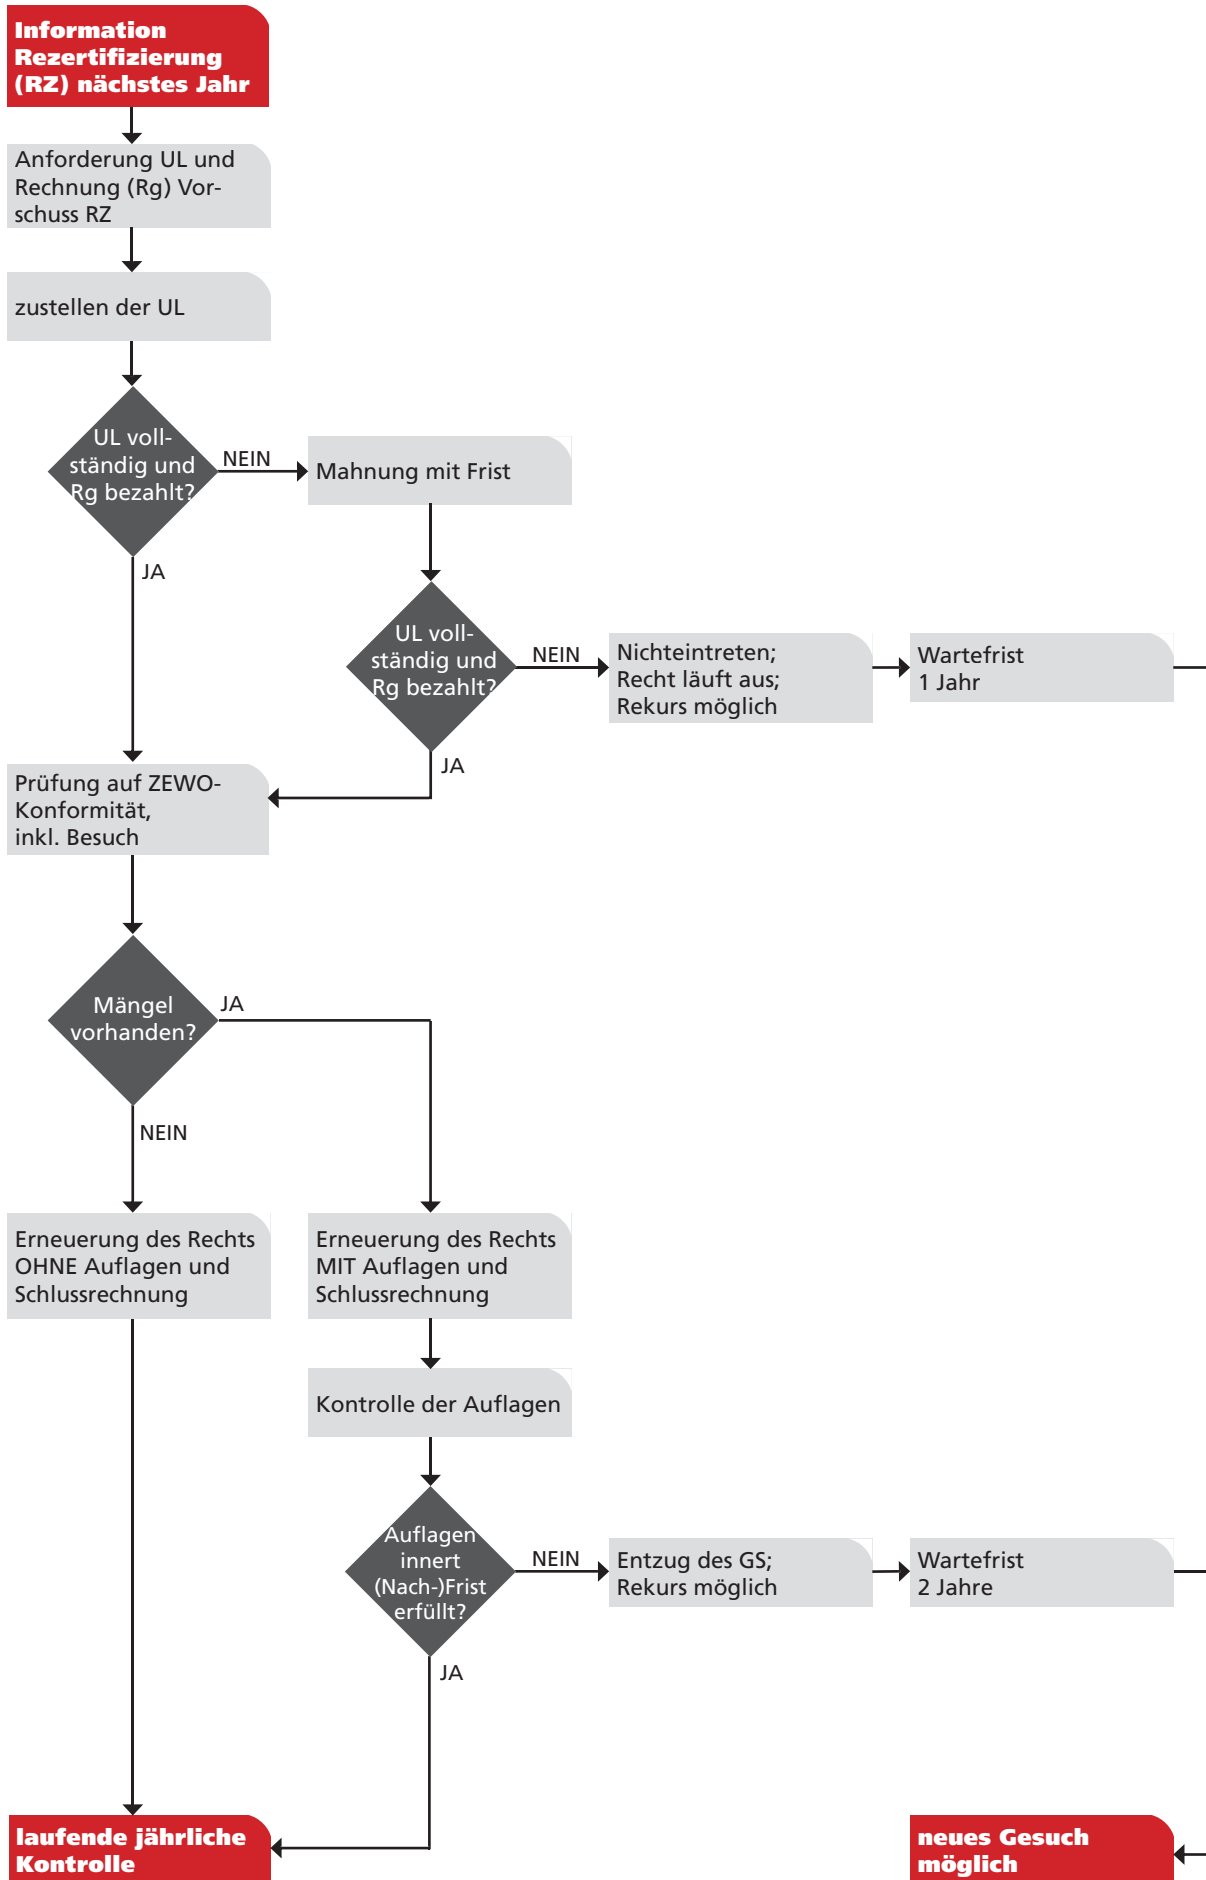 Information
Rezertifizierung
(RZ) nächstes Jahr
Anforderung UL und
Rechnung (Rg) Vor-
schuss RZ
zustellen der UL
UL voll-
ständig und
Rg bezahlt?
NEIN
Mahnung mit Frist
JA
UL voll-
ständig und
Rg bezahlt?
NEIN
Nichteintreten;
Recht läuft aus;
Rekurs möglich
Wartefrist
1 Jahr
JA
Prüfung auf ZEWO-
Konformität,
inkl. Besuch
Mängel
vorhanden?
JA
NEIN
Erneuerung des Rechts
OHNE Auflagen und
Schlussrechnung
Erneuerung des Rechts
MIT Auflagen und
Schlussrechnung
Kontrolle der Auflagen
Auflagen
innert
(Nach-)Frist
erfüllt?
NEIN
Entzug des GS;
Rekurs möglich
Wartefrist
2 Jahre
JA
laufende jährliche
Kontrolle
neues Gesuch
möglich